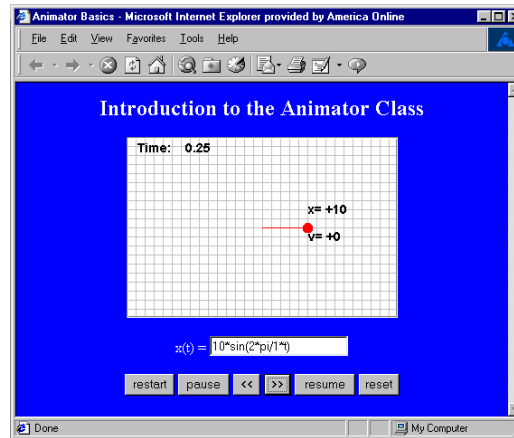 Animator Basics - Microsoft Internet Explorer provided by America Online
File Edit View Favorites Tools Help
Introduction to the Animator Class
Time: 0.25
x= +10
v= +0
x(t) = 10*sin(2*pi/1*t)
restart pause << >> resume reset
Done My Computer